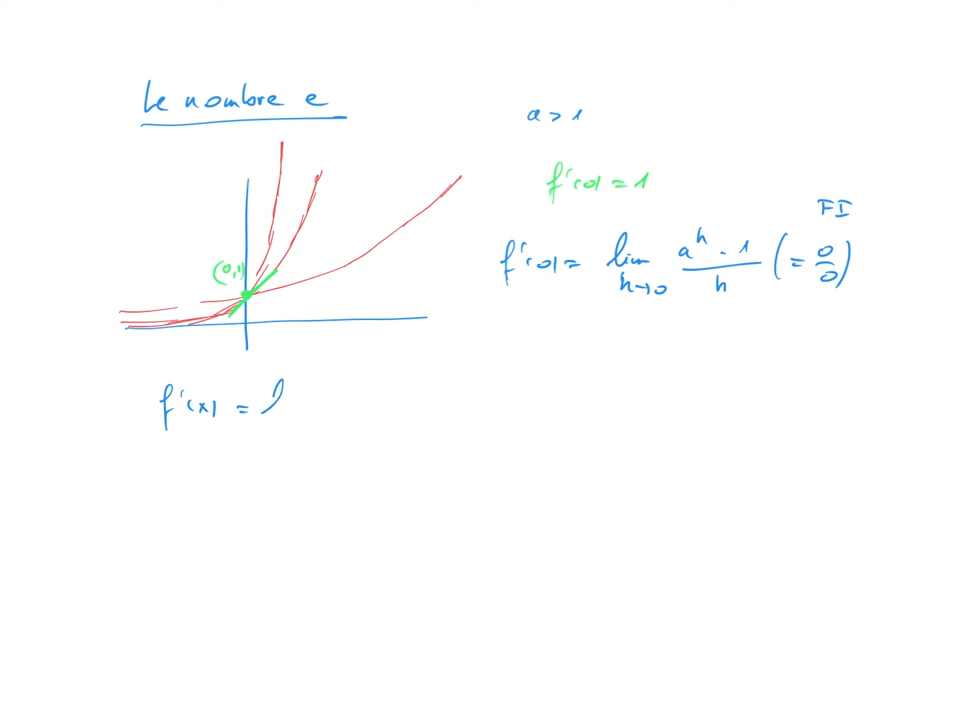 Le nombre e
a > 1
f'(0) = 1
FI
f'(0) = lim h→0 (a^h - 1)/h (= 0/0)
(0,1)
f'(x) =